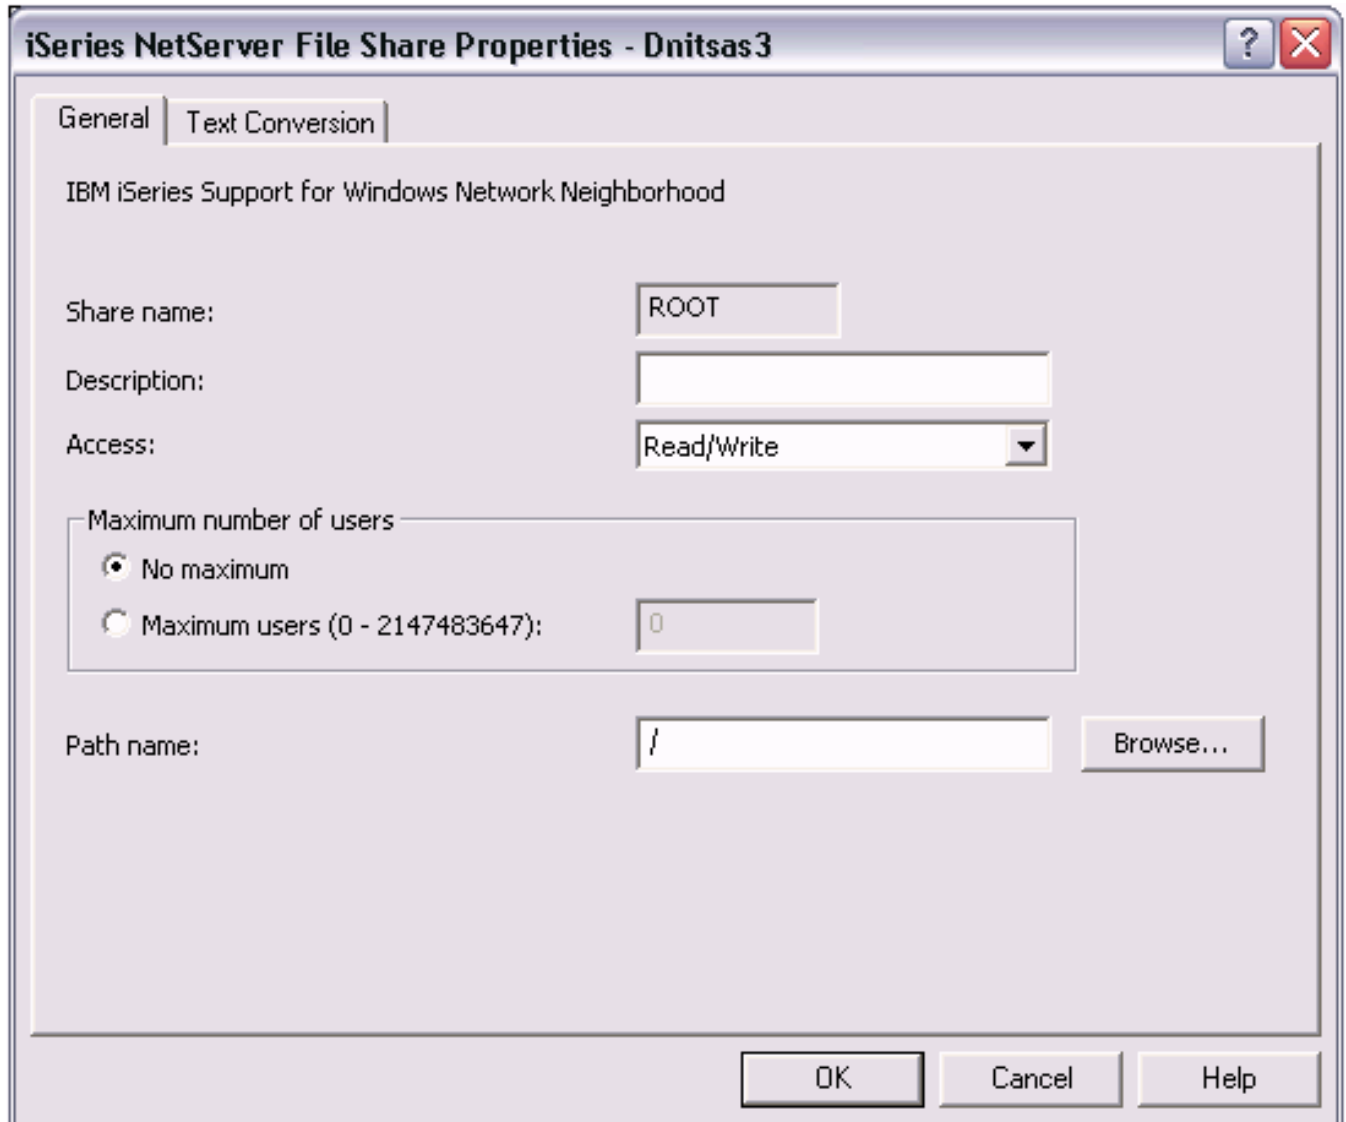 iSeries NetServer File Share Properties - Dnitsas3
General
Text Conversion
IBM iSeries Support for Windows Network Neighborhood
Share name:
ROOT
Description:
Access:
Read/Write
Maximum number of users
No maximum
Maximum users (0 - 2147483647):
0
Path name:
/
Browse...
OK
Cancel
Help